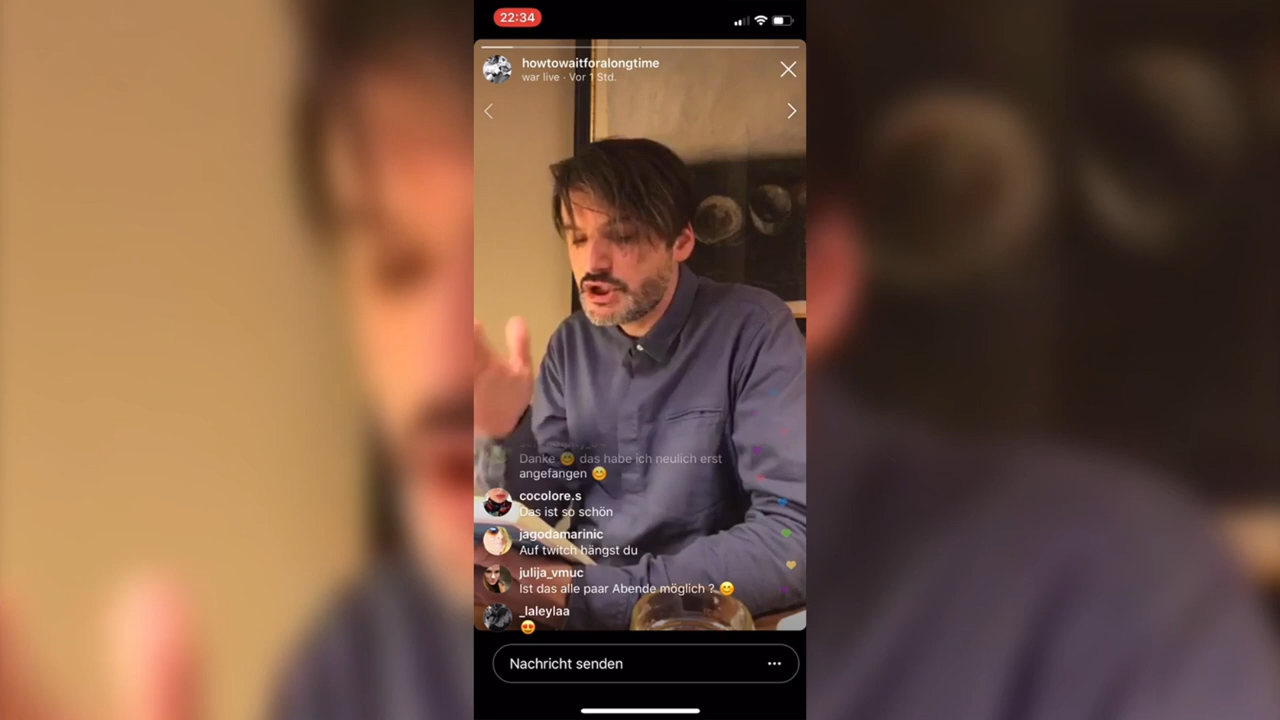 22:34
howtowaitforalongtime
war live · Vor 1 Std.
Danke 😊 das habe ich neulich erst
angefangen 😊
cocolore.s
Das ist so schön
jagodamarinic
Auf twitch hängst du
julija_vmuc
Ist das alle paar Abende möglich ? 😊
_laleylaa
😍
Nachricht senden